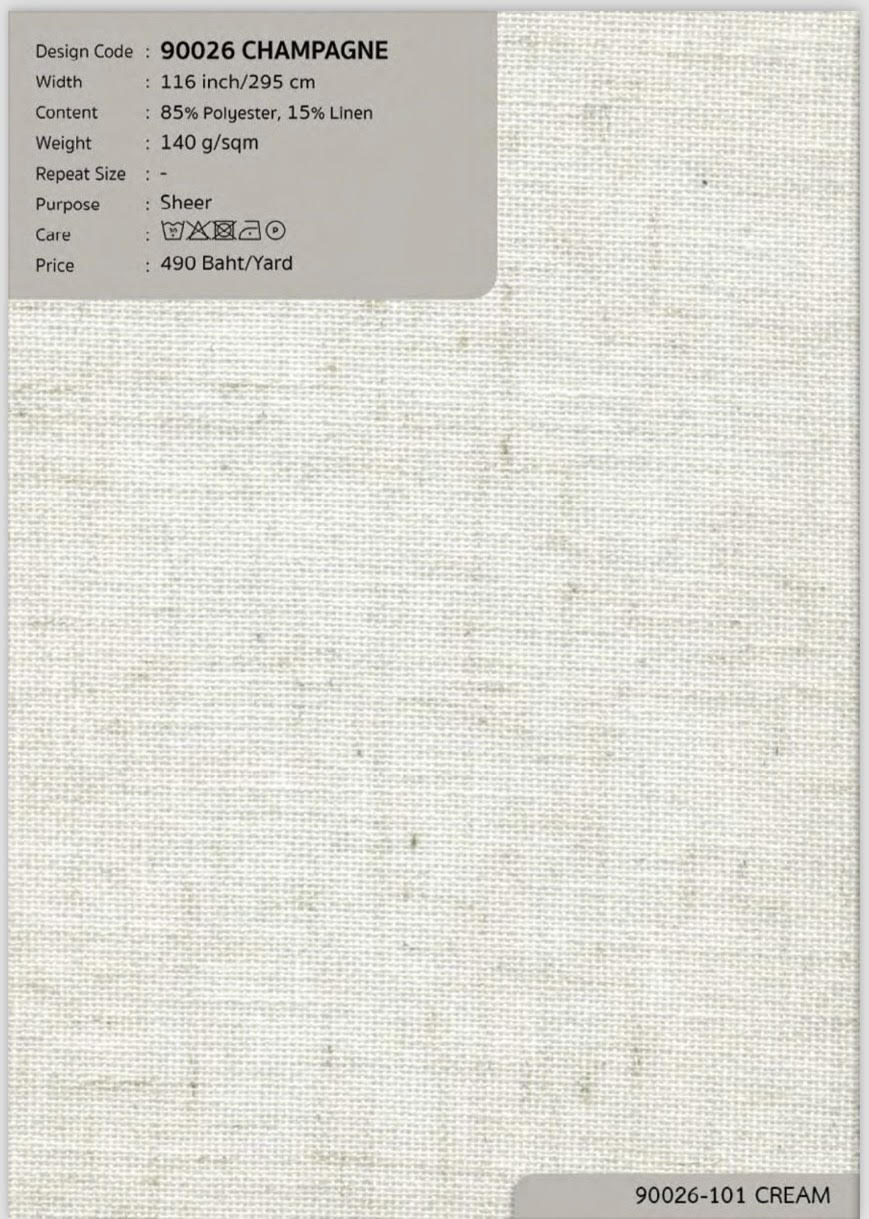 Design Code : 90026 CHAMPAGNE
Width : 116 inch/295 cm
Content : 85% Polyester, 15% Linen
Weight : 140 g/sqm
Repeat Size : -
Purpose : Sheer
Care :
Price : 490 Baht/Yard
90026-101 CREAM